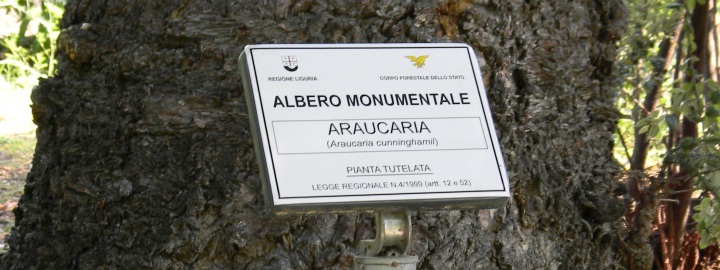 REGIONE LIGURIA CORPO FORESTALE DELLO STATO
ALBERO MONUMENTALE
ARAUCARIA
(Araucaria cunninghamil)
PIANTA TUTELATA
LEGGE REGIONALE N.4/1999 (artt. 12 e 52)